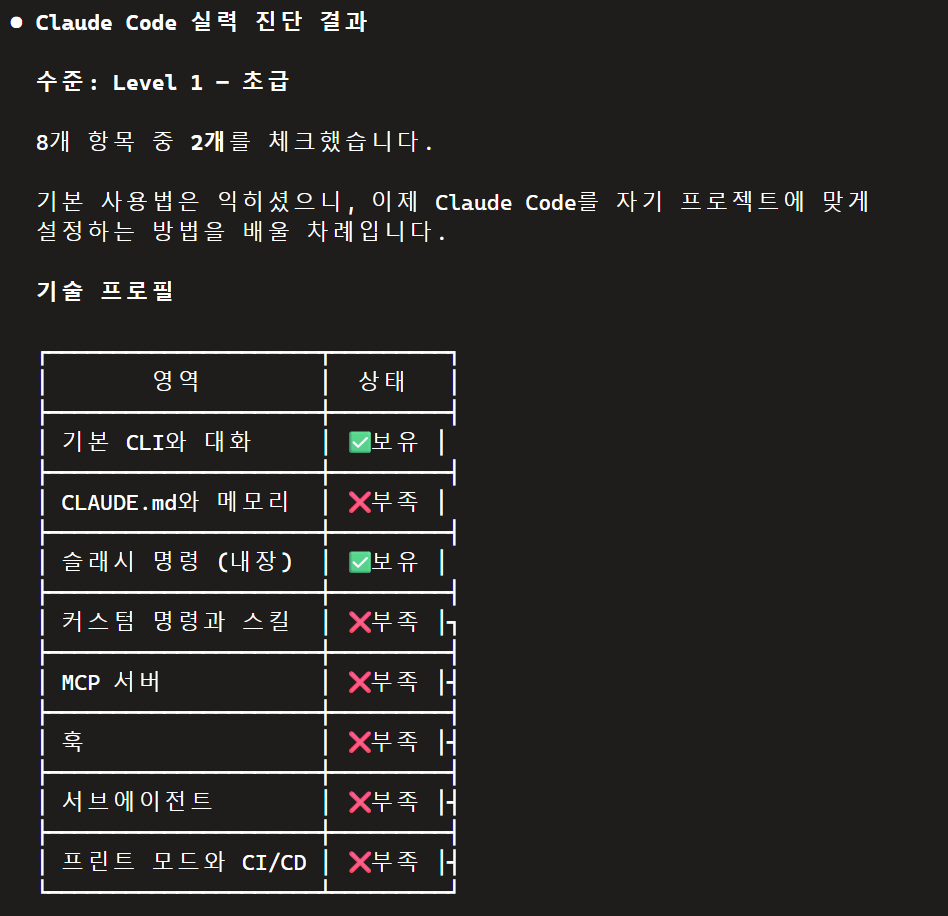 ● Claude Code 실력 진단 결과
수준: Level 1 — 초급
8개 항목 중 2개를 체크했습니다.
기본 사용법은 익히셨으니, 이제 Claude Code를 자기 프로젝트에 맞게
설정하는 방법을 배울 차례입니다.
기술 프로필
영역 상태
기본 CLI와 대화 ✅보유
CLAUDE.md와 메모리 ❌부족
슬래시 명령 (내장) ✅보유
커스텀 명령과 스킬 ❌부족
MCP 서버 ❌부족
훅 ❌부족
서브에이전트 ❌부족
프린트 모드와 CI/CD ❌부족